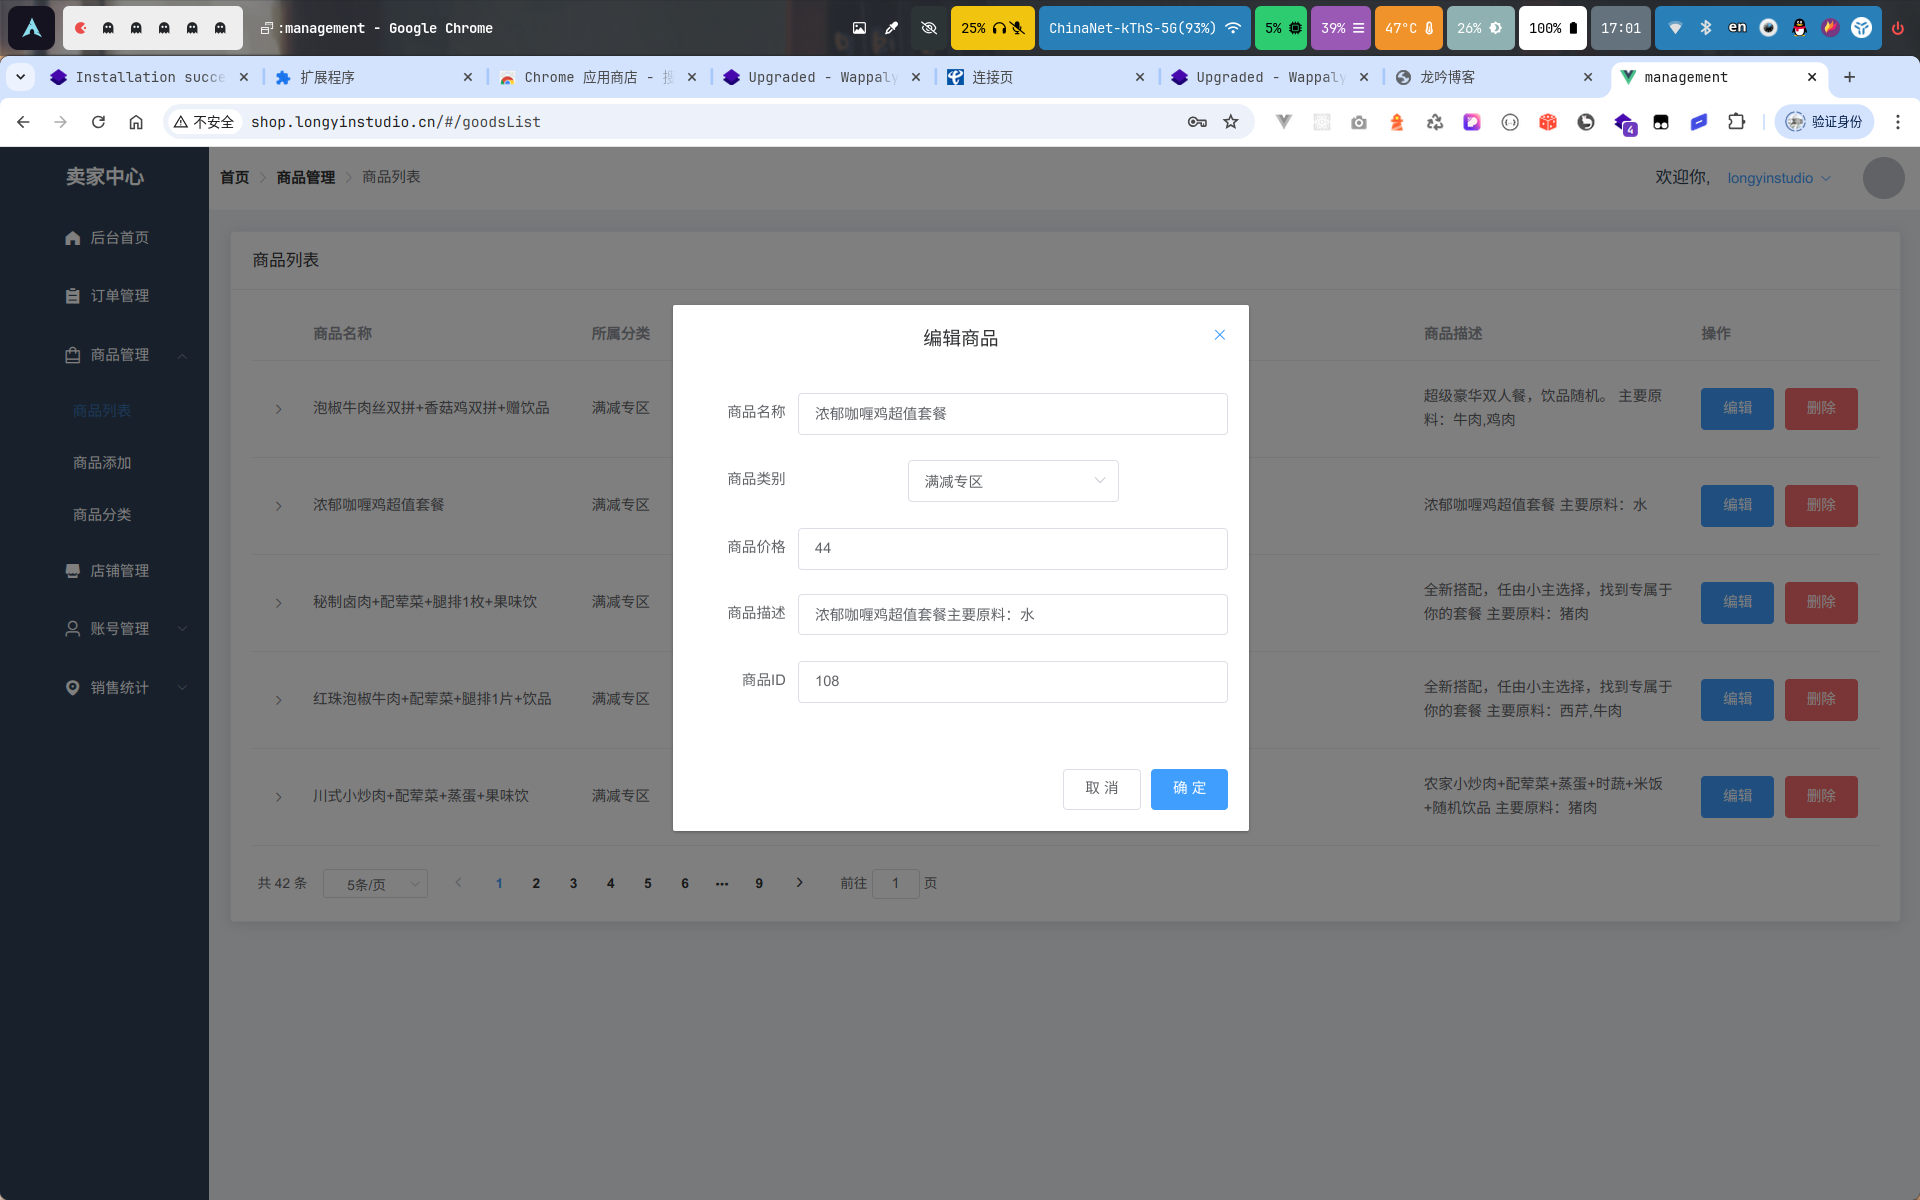 :management - Google Chrome
25%
ChinaNet-kThS-5G(93%)
5%
39%
47°C
26%
100%
17:01
en
Installation succe
扩展程序
Chrome 应用商店 - 搜
Upgraded - Wappaly
连接页
Upgraded - Wappaly
龙吟博客
management
不安全
shop.longyinstudio.cn/#/goodsList
4
验证身份
卖家中心
首页
商品管理
商品列表
欢迎你,
longyinstudio
后台首页
订单管理
商品管理
商品列表
商品添加
商品分类
店铺管理
账号管理
销售统计
商品列表
商品名称
所属分类
商品描述
操作
泡椒牛肉丝双拼+香菇鸡双拼+赠饮品
满减专区
超级豪华双人餐，饮品随机。 主要原
料：牛肉,鸡肉
编辑
删除
浓郁咖喱鸡超值套餐
满减专区
浓郁咖喱鸡超值套餐 主要原料：水
编辑
删除
秘制卤肉+配荤菜+腿排1枚+果味饮
满减专区
全新搭配，任由小主选择，找到专属于
你的套餐 主要原料：猪肉
编辑
删除
红珠泡椒牛肉+配荤菜+腿排1片+饮品
满减专区
全新搭配，任由小主选择，找到专属于
你的套餐 主要原料：西芹,牛肉
编辑
删除
川式小炒肉+配荤菜+蒸蛋+果味饮
满减专区
农家小炒肉+配荤菜+蒸蛋+时蔬+米饭
+随机饮品 主要原料：猪肉
编辑
删除
共 42 条
5条/页
1
2
3
4
5
6
9
前往
1
页
编辑商品
商品名称
浓郁咖喱鸡超值套餐
商品类别
满减专区
商品价格
44
商品描述
浓郁咖喱鸡超值套餐主要原料：水
商品ID
108
取 消
确 定